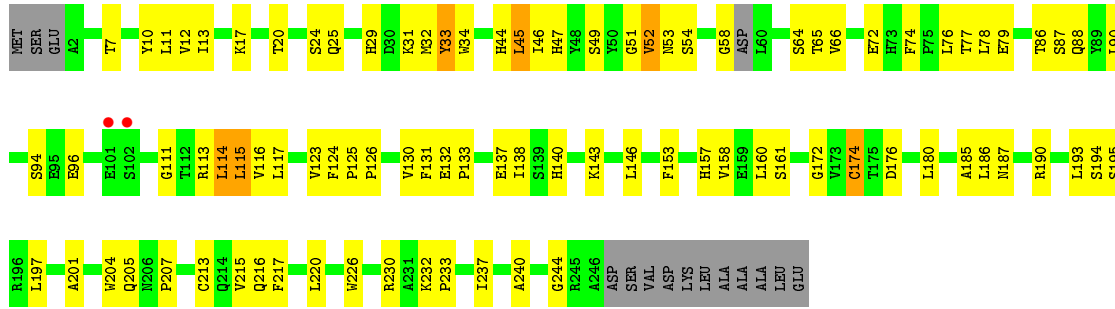 MET SER GLU A2 T7 Y10 L11 V12 I13 K17 T20 S24 Q25 H29 D30 K31 M32 Y33 W34 H44 L45 I46 H47 Y48 S49 Y50 G51 V52 N53 S54 G58 ASP L60 S64 T65 V66 E72 H73 F74 P75 L76 T77 L78 E79 T86 S87 Q88 Y89
S94 E95 E96 E101 S102 G111 T112 R113 L114 L115 V116 L117 V123 F124 P125 P126 V130 F131 E132 P133 E137 I138 S139 H140 K143 L146 F153 H157 V158 E159 L160 S161 G172 V173 C174 T175 D176 L180 A185 L186 N187 R190 L193 S194
R196 L197 A201 W204 Q205 N206 P207 C213 Q214 V215 Q216 F217 L220 W226 R230 A231 K232 P233 I237 A240 G244 R245 A246 ASP SER VAL ASP LYS LEU ALA ALA ALA LEU GLU